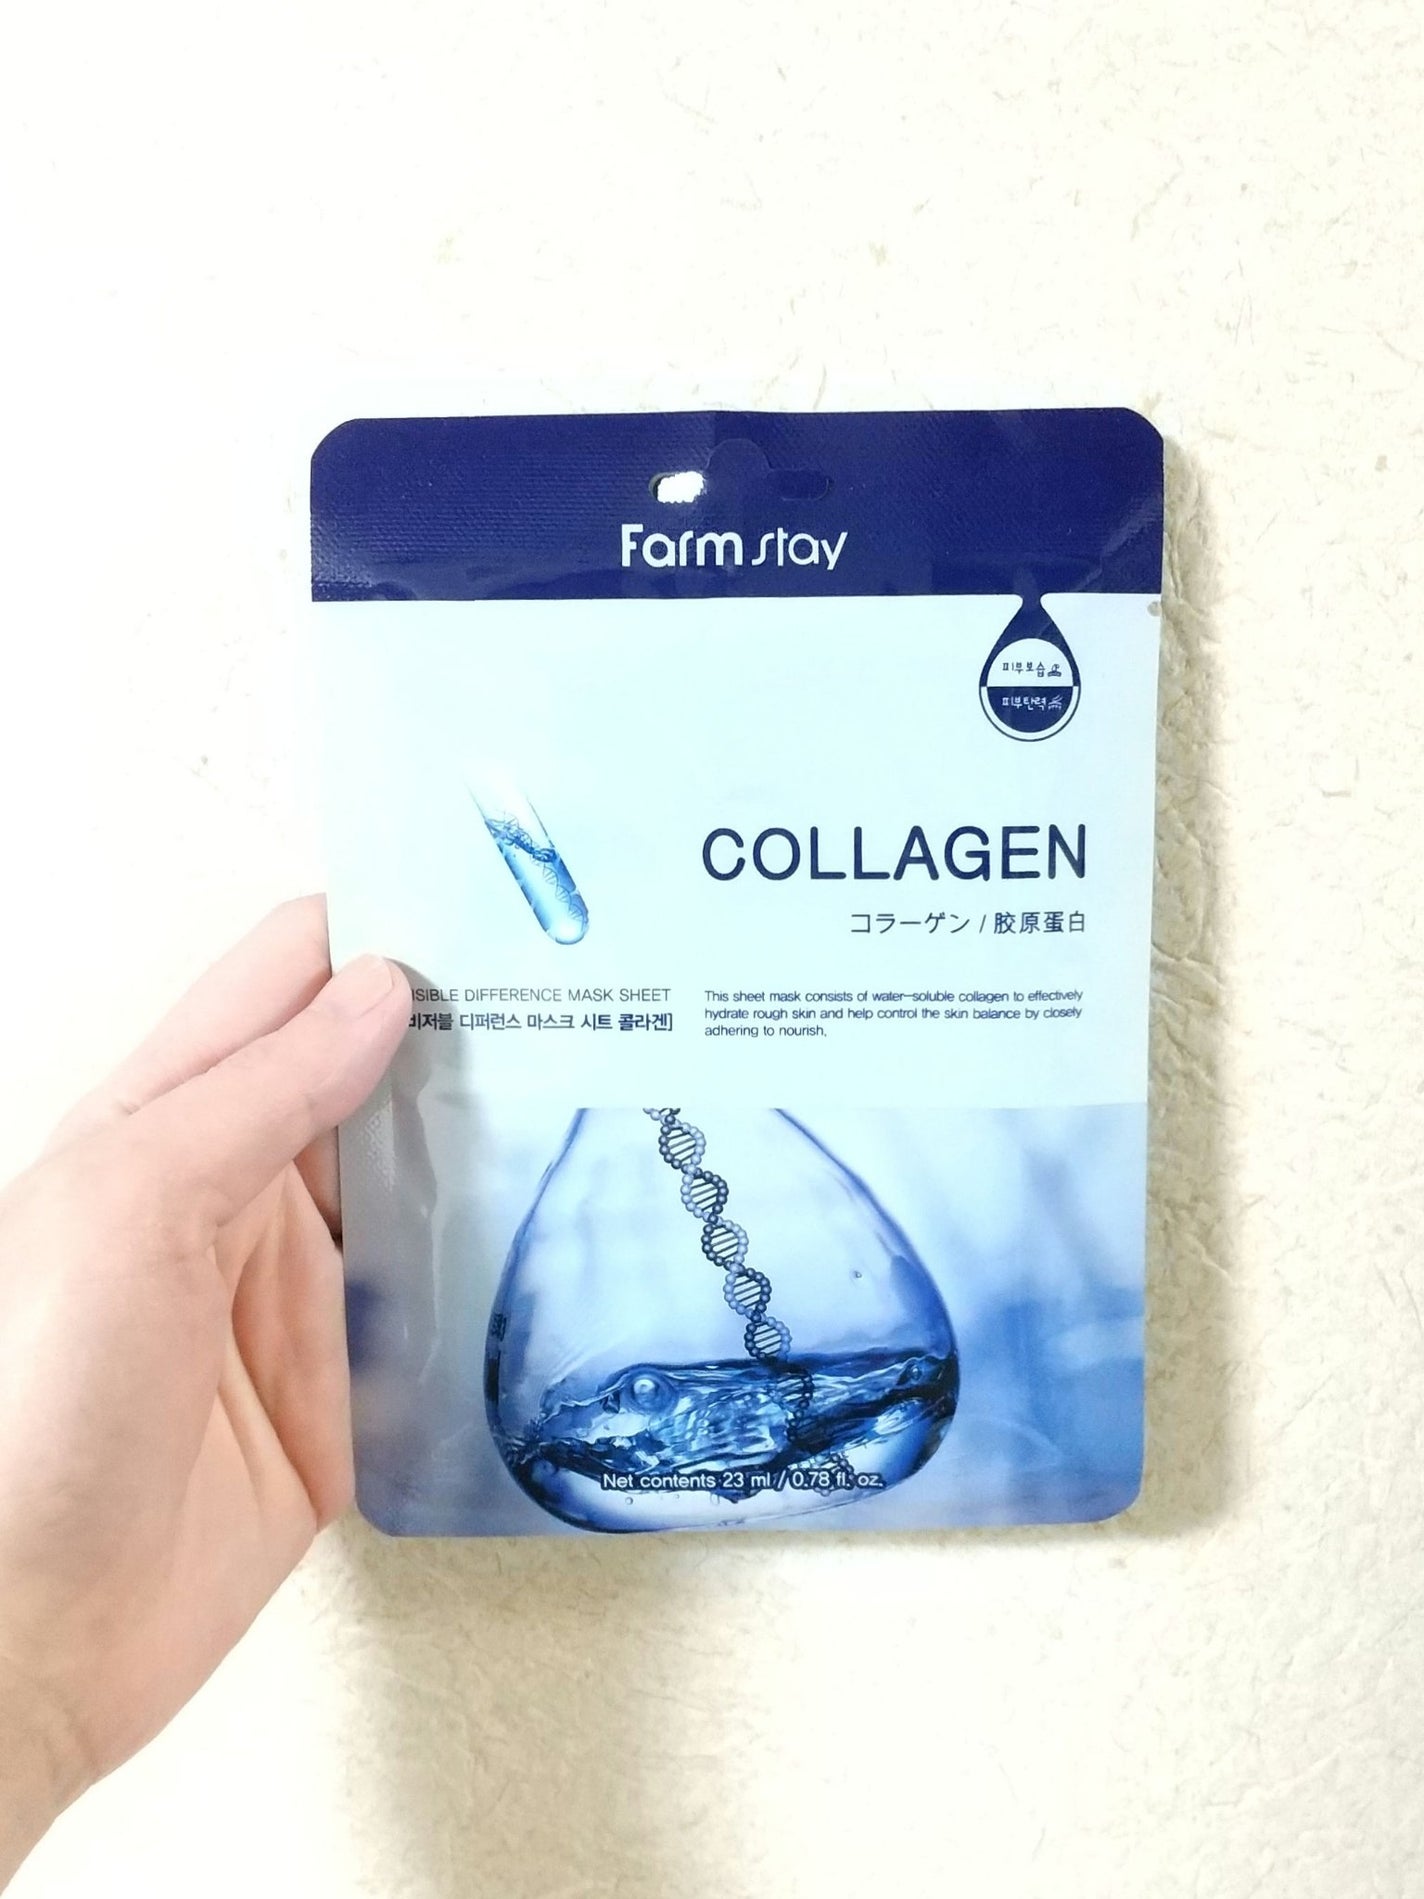 Farm stay
피부보습
피부탄력
COLLAGEN
コラーゲン / 胶原蛋白
ISIBLE DIFFERENCE MASK SHEET
비저블 디퍼런스 마스크 시트 콜라겐]
This sheet mask consists of water-soluble collagen to effectively
hydrate rough skin and help control the skin balance by closely
adhering to nourish.
Net contents 23 ml / 0.78 fl. oz.